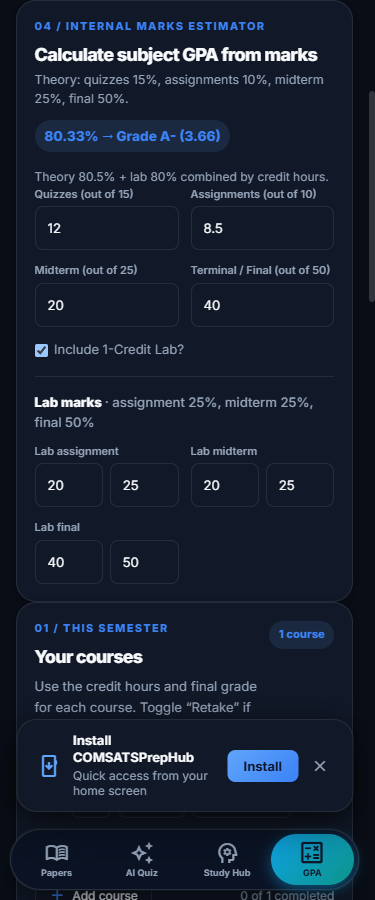 04 / INTERNAL MARKS ESTIMATOR
Calculate subject GPA from marks
Theory: quizzes 15%, assignments 10%, midterm
25%, final 50%.
80.33% → Grade A- (3.66)
Theory 80.5% + lab 80% combined by credit hours.
Quizzes (out of 15) Assignments (out of 10)
12 8.5
Midterm (out of 25) Terminal / Final (out of 50)
20 40
Include 1-Credit Lab?
Lab marks · assignment 25%, midterm 25%,
final 50%
Lab assignment Lab midterm
20 25 20 25
Lab final
40 50
01 / THIS SEMESTER
1 course
Your courses
Use the credit hours and final grade
for each course. Toggle “Retake” if
Install
COMSATSPrepHub
Quick access from your
home screen
Install
Papers AI Quiz Study Hub GPA
+ Add course 0 of 1 completed